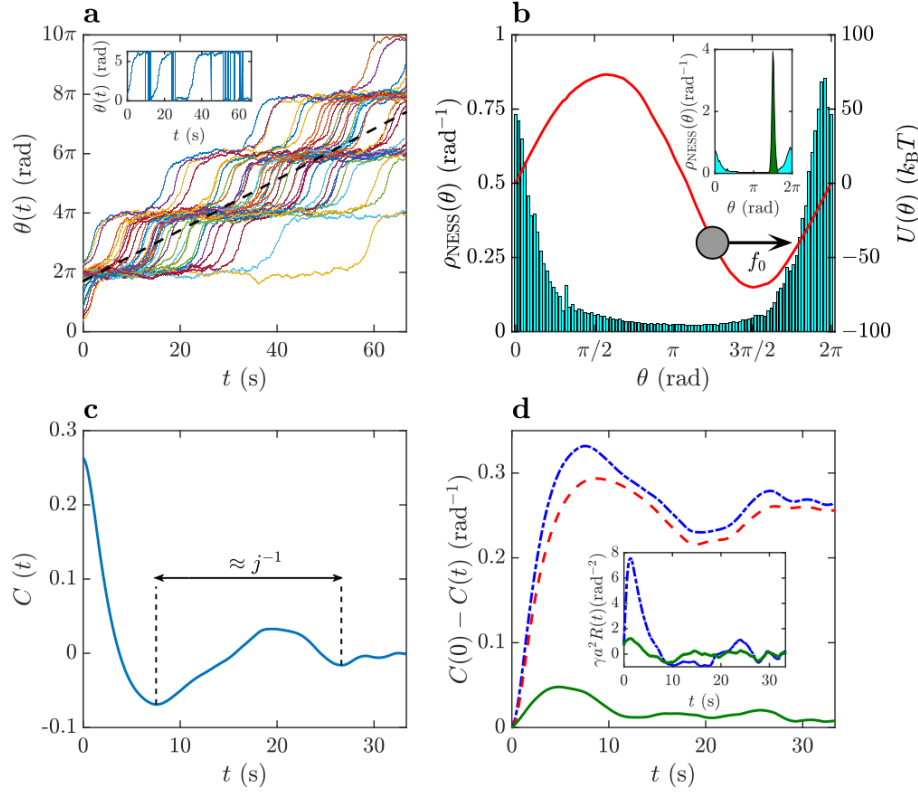 a
10π
8π
6π
4π
2π
0
θ(t) (rad)
0
20
40
60
t (s)
5
0
θ(t) (rad)
0
20
40
60
t (s)
b
1
0.75
0.5
0.25
0
ρNESS(θ) (rad⁻¹)
100
50
0
−50
−100
U(θ) (kBT)
0
π/2
π
3π/2
2π
θ (rad)
f₀
4
2
0
ρNESS(θ)(rad⁻¹)
0
π
2π
θ (rad)
c
0.3
0.2
0.1
0
-0.1
C (t)
≈ j⁻¹
0
10
20
30
t (s)
d
0.3
0.2
0.1
0
C(0) − C(t) (rad⁻¹)
0
10
20
30
t (s)
8
6
4
2
0
γa²R(t)(rad⁻²)
0
10
20
30
t (s)